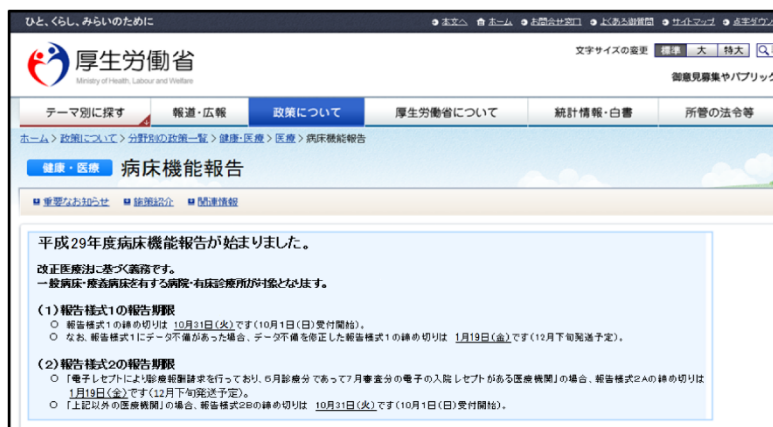 ひと、くらし、みらいのために
本文へ ホーム お問合せ窓口 よくある御質問 サイトマップ 点字ダウン
厚生労働省
Ministry of Health, Labour and Welfare
文字サイズの変更 標準 大 特大
御意見募集やパブリック
テーマ別に探す 報道・広報 政策について 厚生労働省について 統計情報・白書 所管の法令等
ホーム > 政策について > 分野別の政策一覧 > 健康・医療 > 医療 > 病床機能報告
健康・医療 病床機能報告
重要なお知らせ 施策紹介 関連情報
平成29年度病床機能報告が始まりました。
改正医療法に基づく義務です。
一般病床・療養病床を有する病院・有床診療所が対象となります。
(1)報告様式1の報告期限
○ 報告様式1の締め切りは 10月31日(火)です(10月1日(日)受付開始)。
○ なお、報告様式1にデータ不備があった場合、データ不備を修正した報告様式1の締め切りは 1月19日(金)です(12月下旬発送予定)。
(2)報告様式2の報告期限
○ 「電子レセプトにより診療報酬請求を行っており、6月診療分であって7月審査分の電子の入院レセプトがある医療機関」の場合、報告様式2Aの締め切りは
1月19日(金)です(12月下旬発送予定)。
○ 「上記以外の医療機関」の場合、報告様式2Bの締め切りは 10月31日(火)です(10月1日(日)受付開始)。